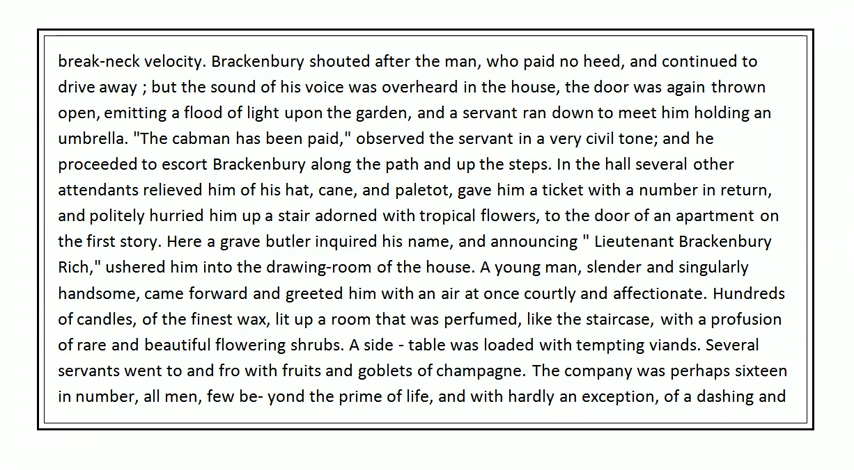 break-neck velocity. Brackenbury shouted after the man, who paid no heed, and continued to
drive away ; but the sound of his voice was overheard in the house, the door was again thrown
open, emitting a flood of light upon the garden, and a servant ran down to meet him holding an
umbrella. "The cabman has been paid," observed the servant in a very civil tone; and he
proceeded to escort Brackenbury along the path and up the steps. In the hall several other
attendants relieved him of his hat, cane, and paletot, gave him a ticket with a number in return,
and politely hurried him up a stair adorned with tropical flowers, to the door of an apartment on
the first story. Here a grave butler inquired his name, and announcing " Lieutenant Brackenbury
Rich," ushered him into the drawing-room of the house. A young man, slender and singularly
handsome, came forward and greeted him with an air at once courtly and affectionate. Hundreds
of candles, of the finest wax, lit up a room that was perfumed, like the staircase, with a profusion
of rare and beautiful flowering shrubs. A side - table was loaded with tempting viands. Several
servants went to and fro with fruits and goblets of champagne. The company was perhaps sixteen
in number, all men, few be- yond the prime of life, and with hardly an exception, of a dashing and